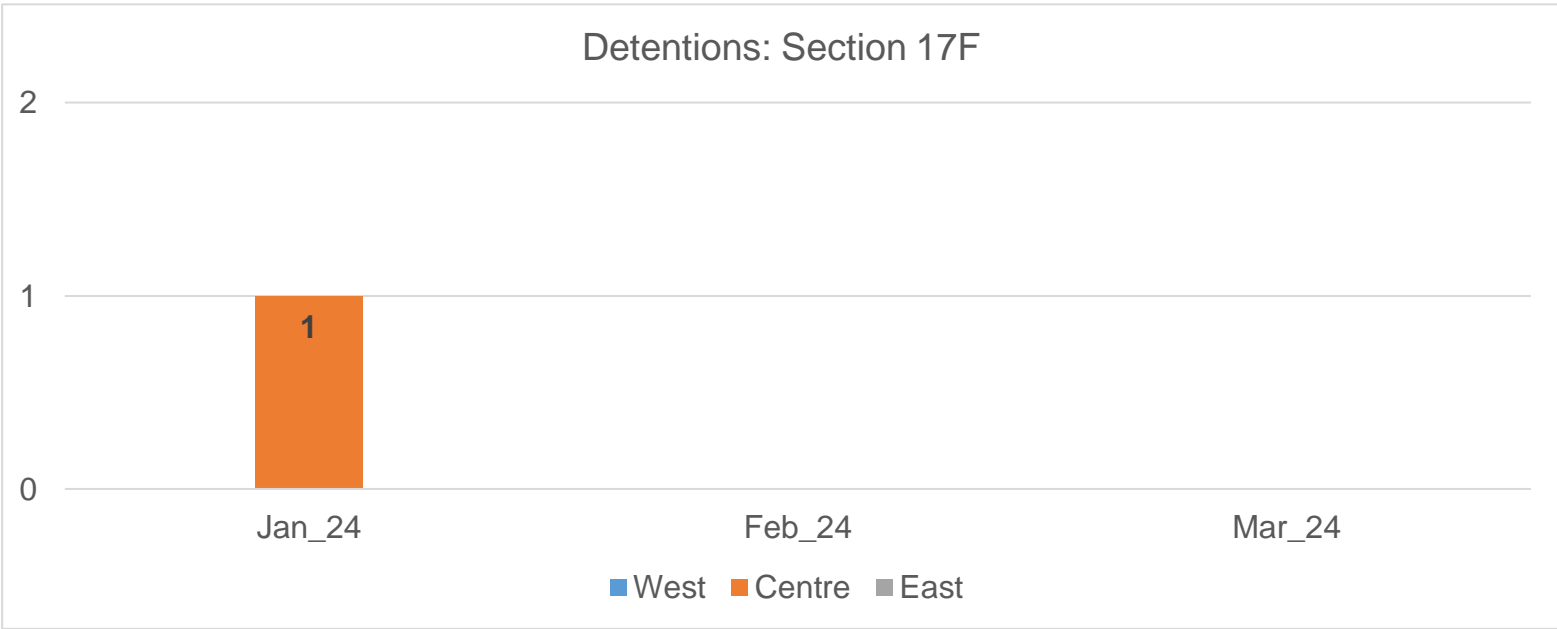 Detentions: Section 17F
2
1
1
0
Jan_24 Feb_24 Mar_24
West Centre East